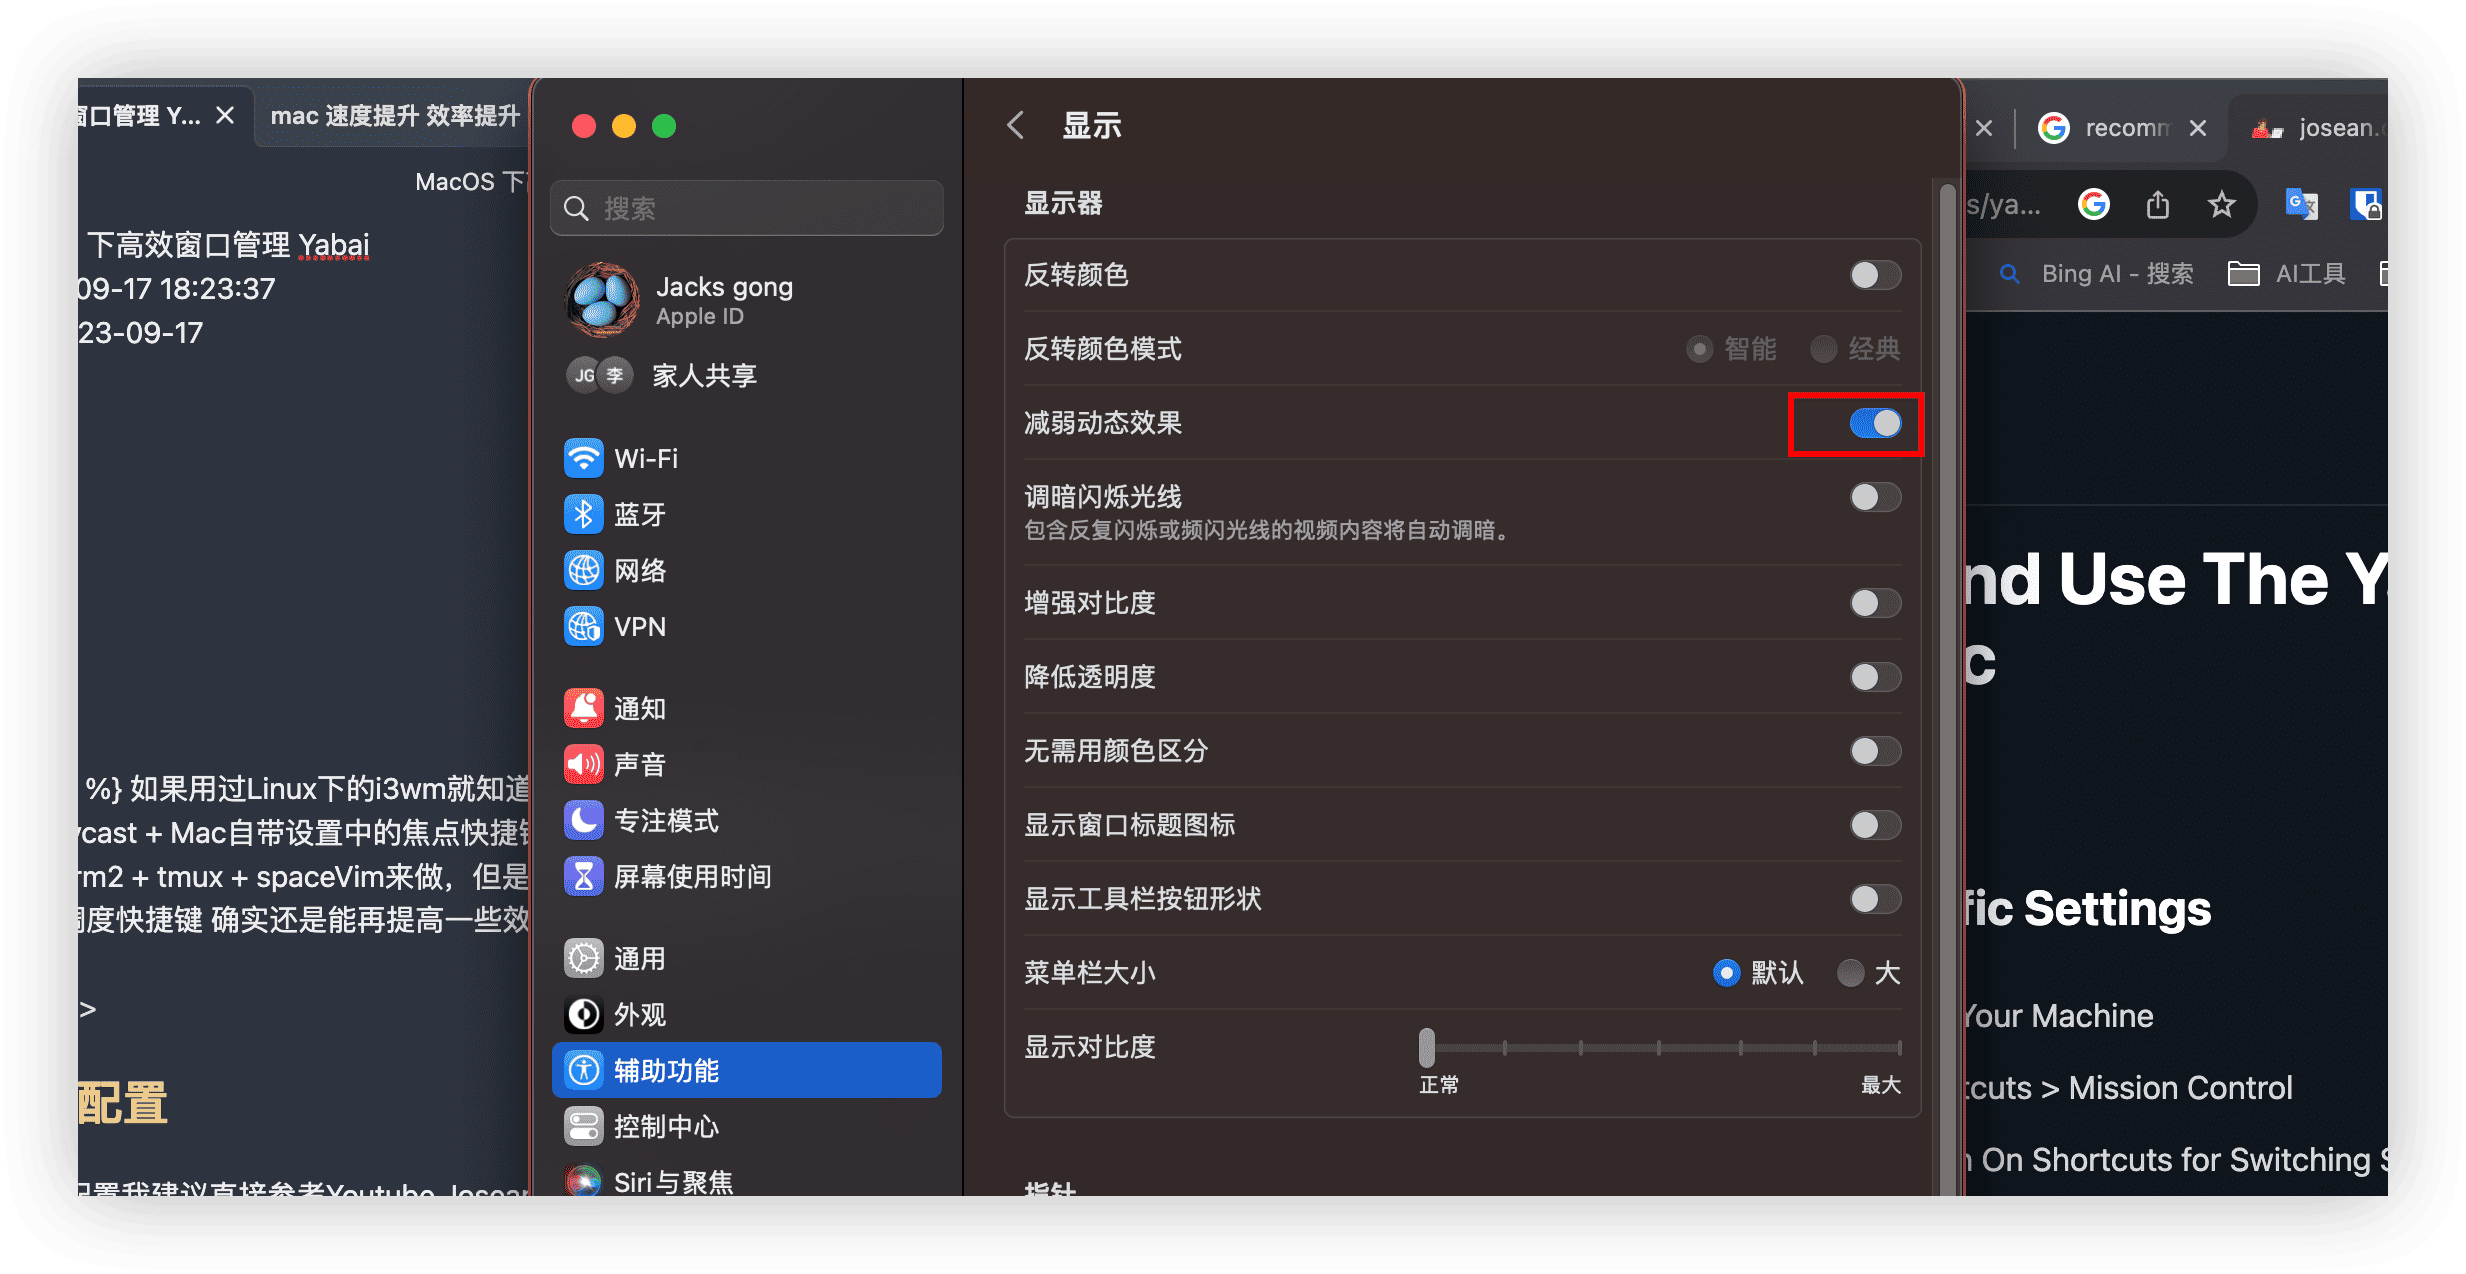 窗口管理 Y...
mac 速度提升 效率提升
MacOS 下
下高效窗口管理 Yabai
09-17 18:23:37
23-09-17
%} 如果用过Linux下的i3wm就知道
ycast + Mac自带设置中的焦点快捷键
rm2 + tmux + spaceVim来做，但是
调度快捷键 确实还是能再提高一些效
>
配置
配置我建议直接参考Youtube Josean
搜索
Jacks gong
Apple ID
JG 李 家人共享
Wi-Fi
蓝牙
网络
VPN
通知
声音
专注模式
屏幕使用时间
通用
外观
辅助功能
控制中心
Siri与聚焦
显示
显示器
反转颜色
反转颜色模式 智能 经典
减弱动态效果
调暗闪烁光线
包含反复闪烁或频闪光线的视频内容将自动调暗。
增强对比度
降低透明度
无需用颜色区分
显示窗口标题图标
显示工具栏按钮形状
菜单栏大小 默认 大
显示对比度
正常 最大
指针
recomm
josean.
s/ya...
Bing AI - 搜索 AI工具
nd Use The Y
c
fic Settings
Your Machine
tcuts > Mission Control
n On Shortcuts for Switching S